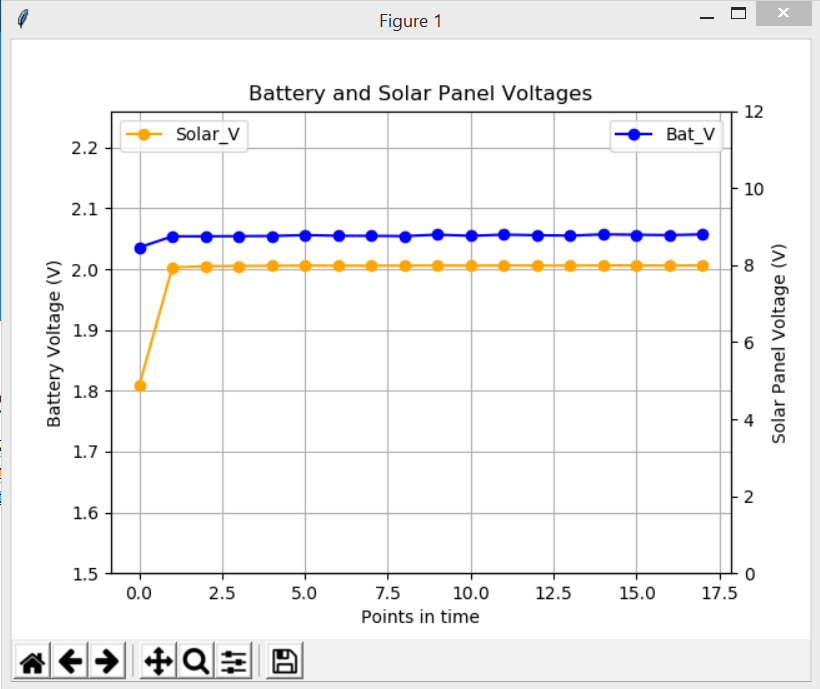 Figure 1
Battery and Solar Panel Voltages
Solar_V
Bat_V
Battery Voltage (V)
2.2
2.1
2.0
1.9
1.8
1.7
1.6
1.5
12
10
8
6
4
2
0
Solar Panel Voltage (V)
0.0 2.5 5.0 7.5 10.0 12.5 15.0 17.5
Points in time